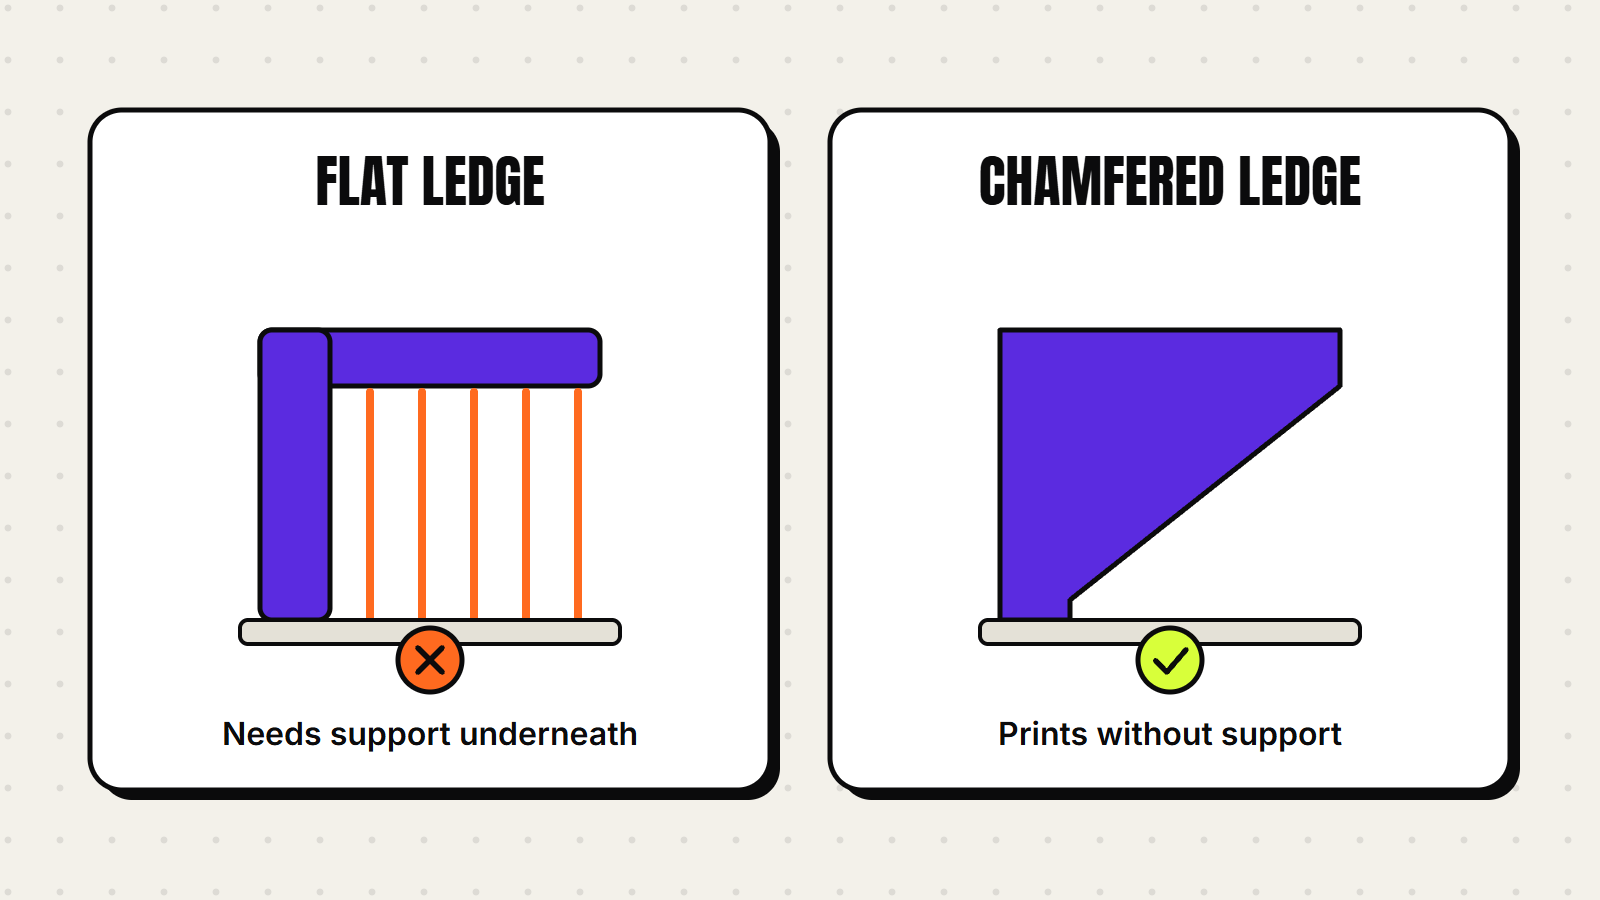 FLAT LEDGE
Needs support underneath
CHAMFERED LEDGE
Prints without support